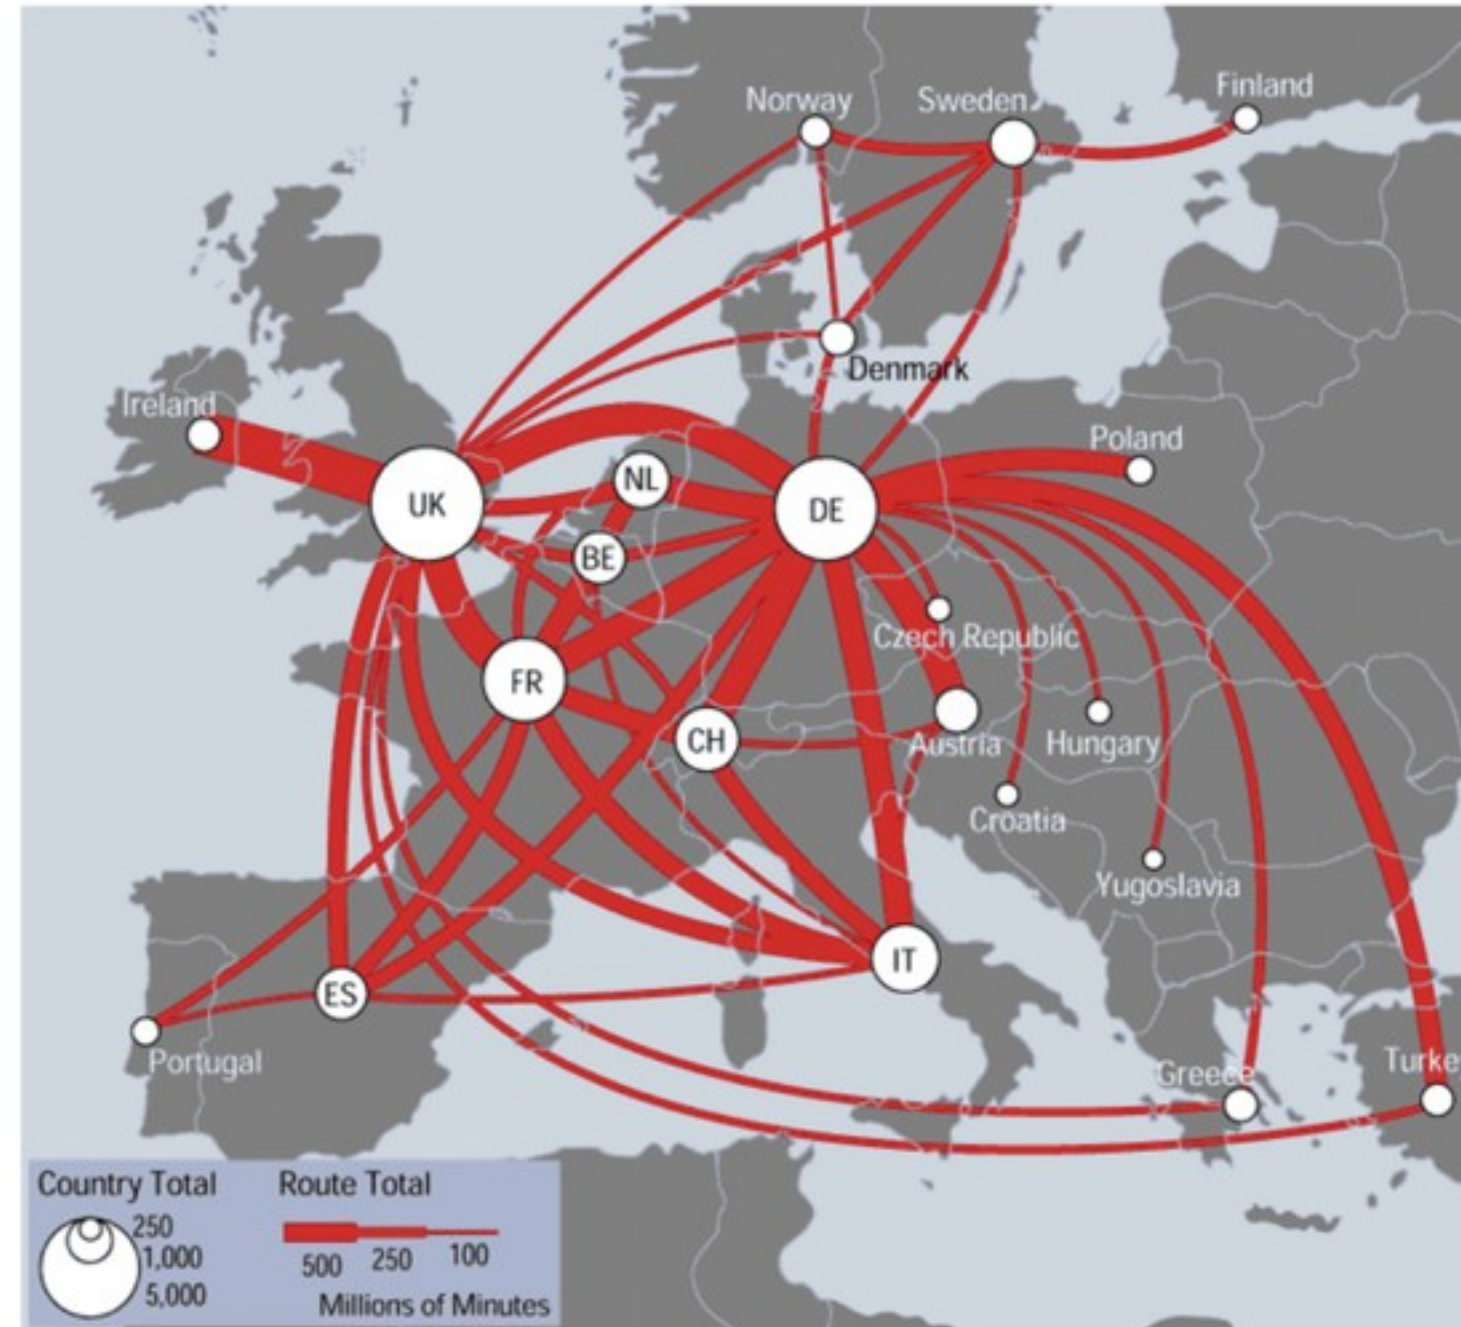 Norway
Sweden
Finland
Denmark
Ireland
Poland
UK
NL
DE
BE
FR
Czech Republic
CH
Austria
Hungary
Croatia
Yugoslavia
IT
ES
Portugal
Greece
Turke
Country Total
250
1,000
5,000
Route Total
500
250
100
Millions of Minutes